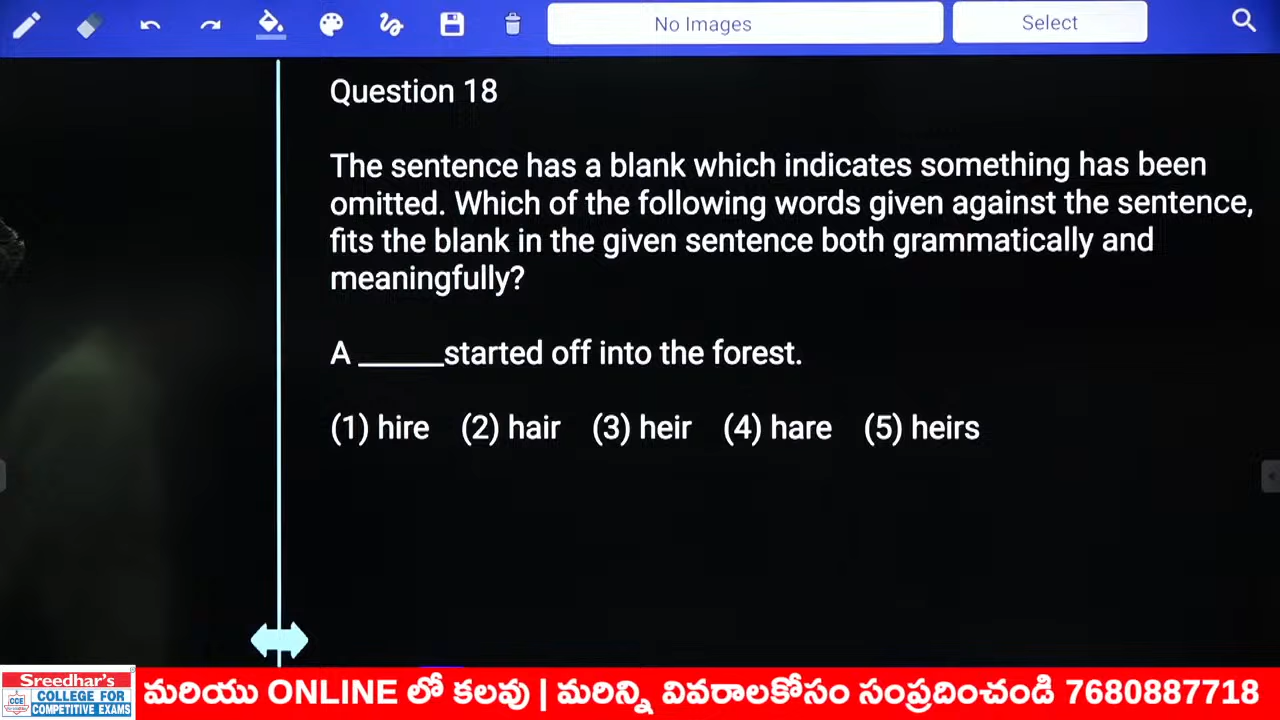 No Images
Select
Question 18
The sentence has a blank which indicates something has been
omitted. Which of the following words given against the sentence,
fits the blank in the given sentence both grammatically and
meaningfully?
A ______started off into the forest.
(1) hire (2) hair (3) heir (4) hare (5) heirs
Sreedhar's
CCE
COLLEGE FOR
COMPETITIVE EXAMS
మరియు ONLINE లో కలవు | మరిన్ని వివరాలకోసం సంప్రదించండి 7680887718